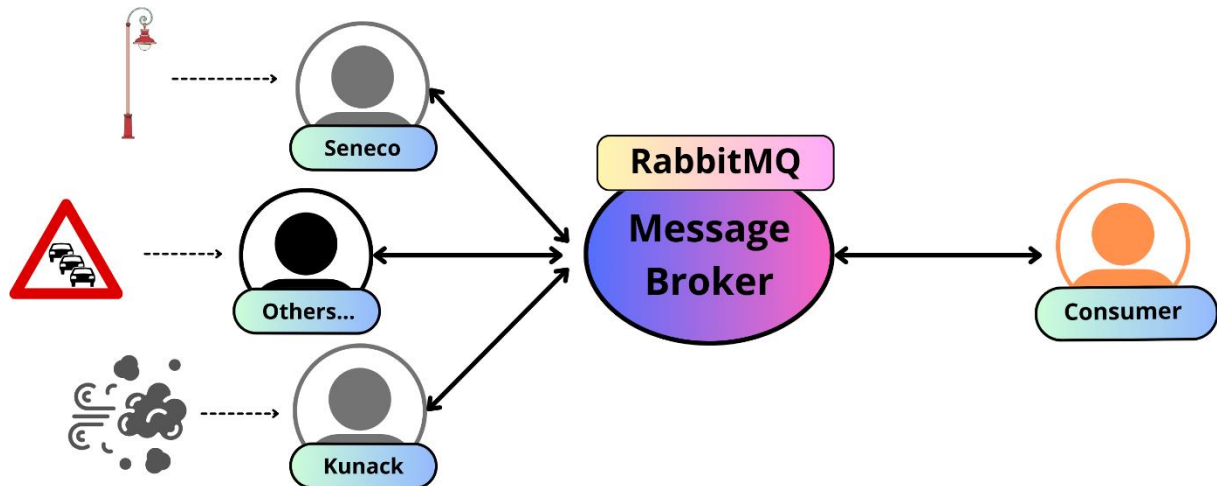 Seneco
RabbitMQ
Message
Broker
Others...
Consumer
Kunack